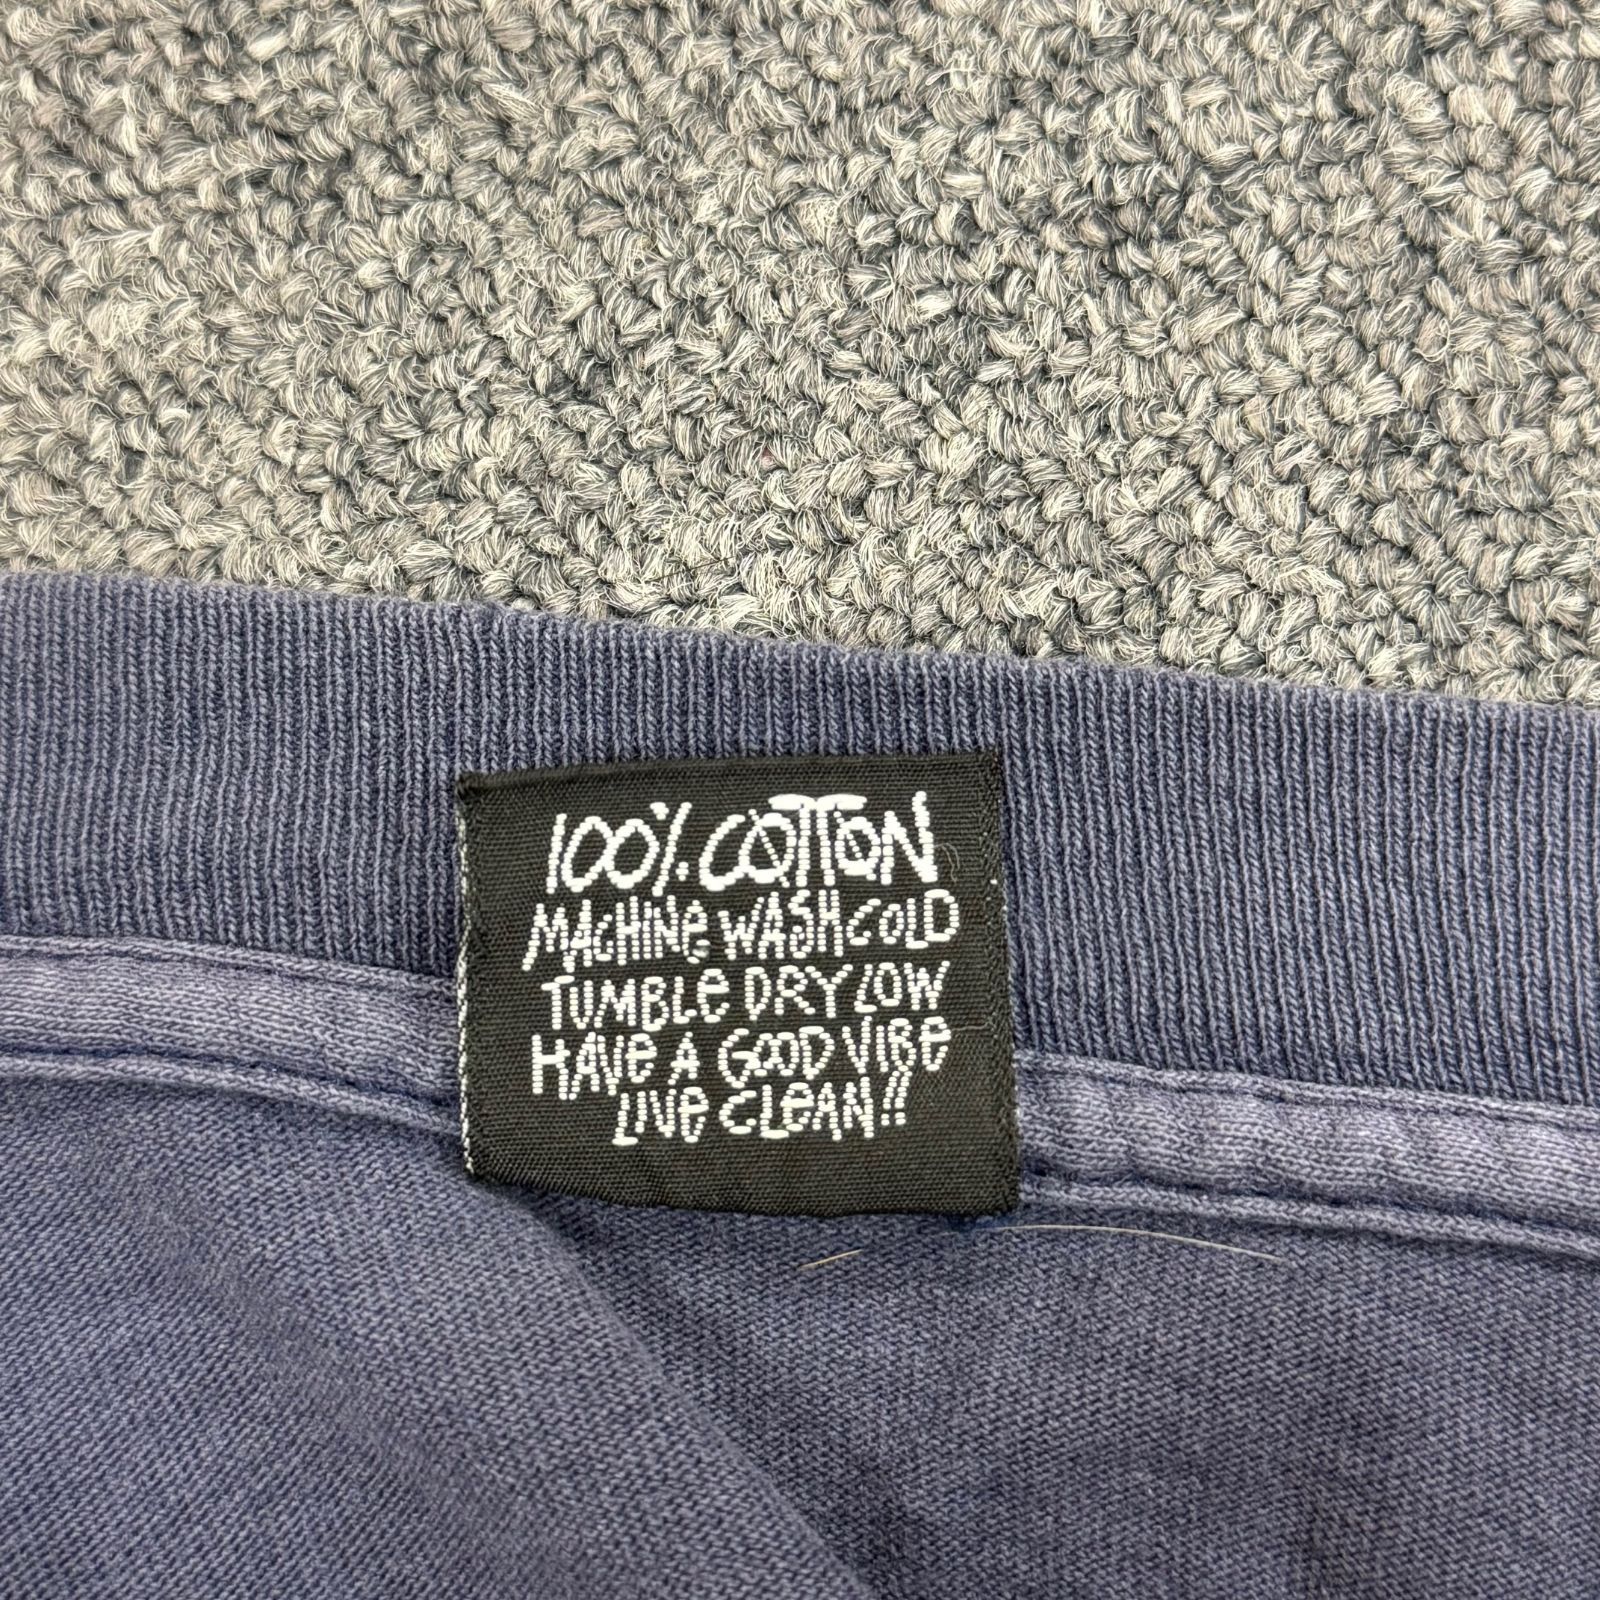 100% COTTON
MACHINe WASH COLD
TUMBLe DRY LOW
HAVe A GOOD VIBe
LIVe CLeAN!!